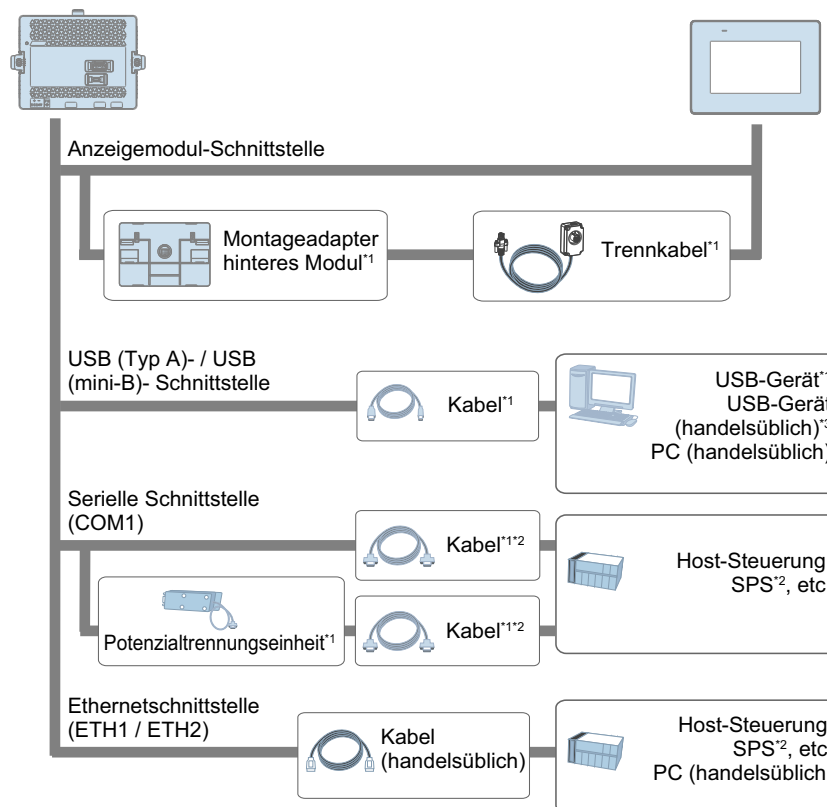 Anzeigemodul-Schnittstelle
Montageadapter
hinteres Modul*1
Trennkabel*1
USB (Typ A)- / USB
(mini-B)- Schnittstelle
Kabel*1
USB-Gerät*1
USB-Gerät
(handelsüblich)*3
PC (handelsüblich)
Serielle Schnittstelle
(COM1)
Kabel*1*2
Host-Steuerung
SPS*2, etc
Potenzialtrennungseinheit*1
Kabel*1*2
Ethernetschnittstelle
(ETH1 / ETH2)
Kabel
(handelsüblich)
Host-Steuerung
SPS*2, etc
PC (handelsüblich